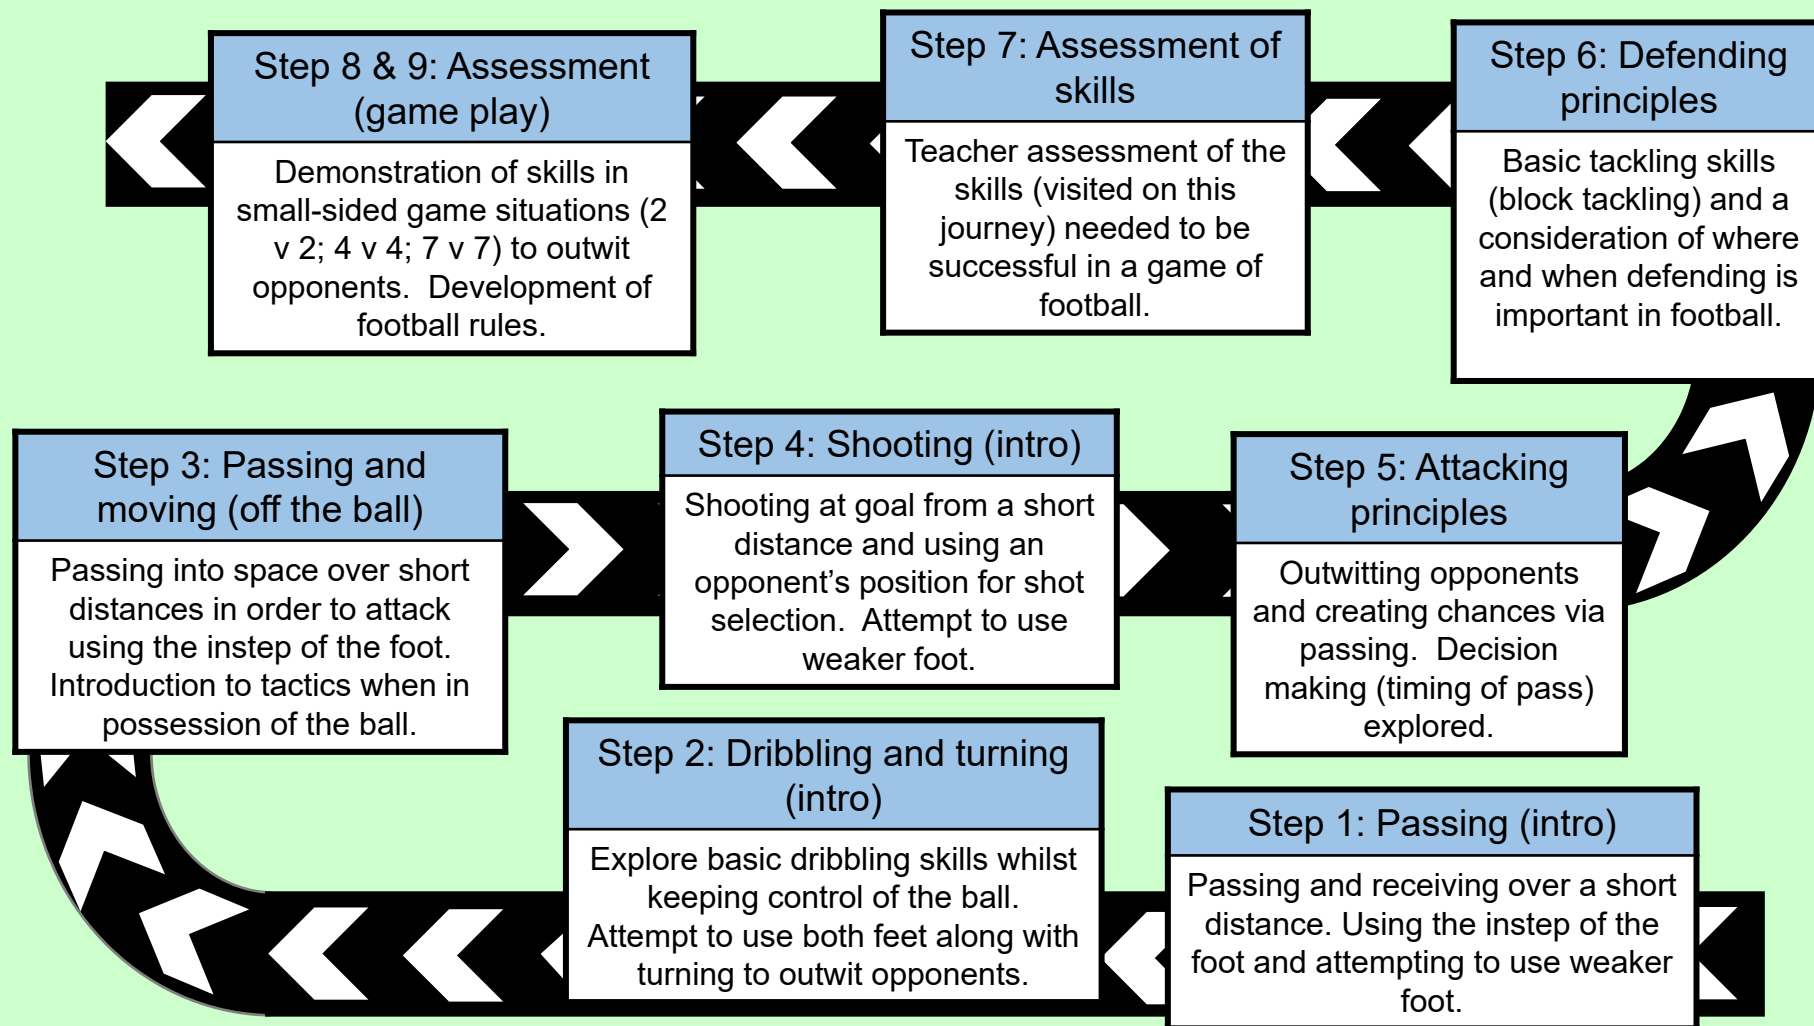 Step 8 & 9: Assessment
(game play)
Demonstration of skills in
small-sided game situations (2
v 2; 4 v 4; 7 v 7) to outwit
opponents.  Development of
football rules.
Step 7: Assessment of
skills
Teacher assessment of the
skills (visited on this
journey) needed to be
successful in a game of
football.
Step 6: Defending
principles
Basic tackling skills
(block tackling) and a
consideration of where
and when defending is
important in football.
Step 3: Passing and
moving (off the ball)
Passing into space over short
distances in order to attack
using the instep of the foot.
Introduction to tactics when in
possession of the ball.
Step 4: Shooting (intro)
Shooting at goal from a short
distance and using an
opponent’s position for shot
selection.  Attempt to use
weaker foot.
Step 5: Attacking
principles
Outwitting opponents
and creating chances via
passing.  Decision
making (timing of pass)
explored.
Step 2: Dribbling and turning
(intro)
Explore basic dribbling skills whilst
keeping control of the ball.
Attempt to use both feet along with
turning to outwit opponents.
Step 1: Passing (intro)
Passing and receiving over a short
distance. Using the instep of the
foot and attempting to use weaker
foot.